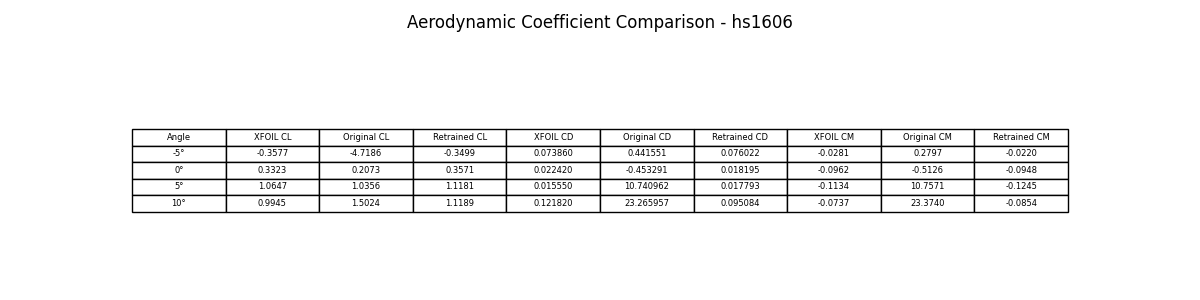 Aerodynamic Coefficient Comparison - hs1606
Angle XFOIL CL Original CL Retrained CL XFOIL CD Original CD Retrained CD XFOIL CM Original CM Retrained CM
-5° -0.3577 -4.7186 -0.3499 0.073860 0.441551 0.076022 -0.0281 0.2797 -0.0220
0° 0.3323 0.2073 0.3571 0.022420 -0.453291 0.018195 -0.0962 -0.5126 -0.0948
5° 1.0647 1.0356 1.1181 0.015550 10.740962 0.017793 -0.1134 10.7571 -0.1245
10° 0.9945 1.5024 1.1189 0.121820 23.265957 0.095084 -0.0737 23.3740 -0.0854